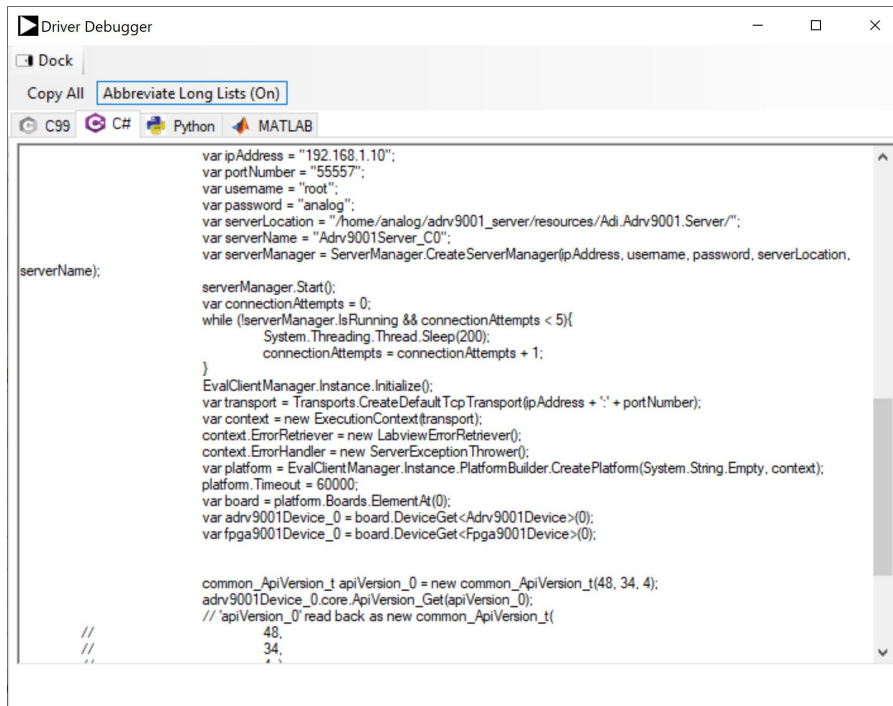 Driver Debugger
Dock
Copy All Abbreviate Long Lists (On)
C99 C# Python MATLAB
var ipAddress = "192.168.1.10";
var portNumber = "55557";
var username = "root";
var password = "analog";
var serverLocation = "/home/analog/adrv9001_server/resources/Adi.Adrv9001.Server/";
var serverName = "Adrv9001Server_C0";
var serverManager = ServerManager.CreateServerManager(ipAddress, username, password, serverLocation,
serverName);
serverManager.Start();
var connectionAttempts = 0;
while (!serverManager.IsRunning && connectionAttempts < 5){
System.Threading.Thread.Sleep(200);
connectionAttempts = connectionAttempts + 1;
}
EvalClientManager.Instance.Initialize();
var transport = Transports.CreateDefaultTcpTransport(ipAddress + ':' + portNumber);
var context = new ExecutionContext(transport);
context.ErrorRetriever = new LabviewErrorRetriever();
context.ErrorHandler = new ServerExceptionThrower();
var platform = EvalClientManager.Instance.PlatformBuilder.CreatePlatform(System.String.Empty, context);
platform.Timeout = 60000;
var board = platform.Boards.ElementAt(0);
var adrv9001Device_0 = board.DeviceGet<Adrv9001Device>(0);
var fpga9001Device_0 = board.DeviceGet<Fpga9001Device>(0);
common_ApiVersion_t apiVersion_0 = new common_ApiVersion_t(48, 34, 4);
adrv9001Device_0.core.ApiVersion_Get(apiVersion_0);
// 'apiVersion_0' read back as new common_ApiVersion_t(
// 48,
// 34,